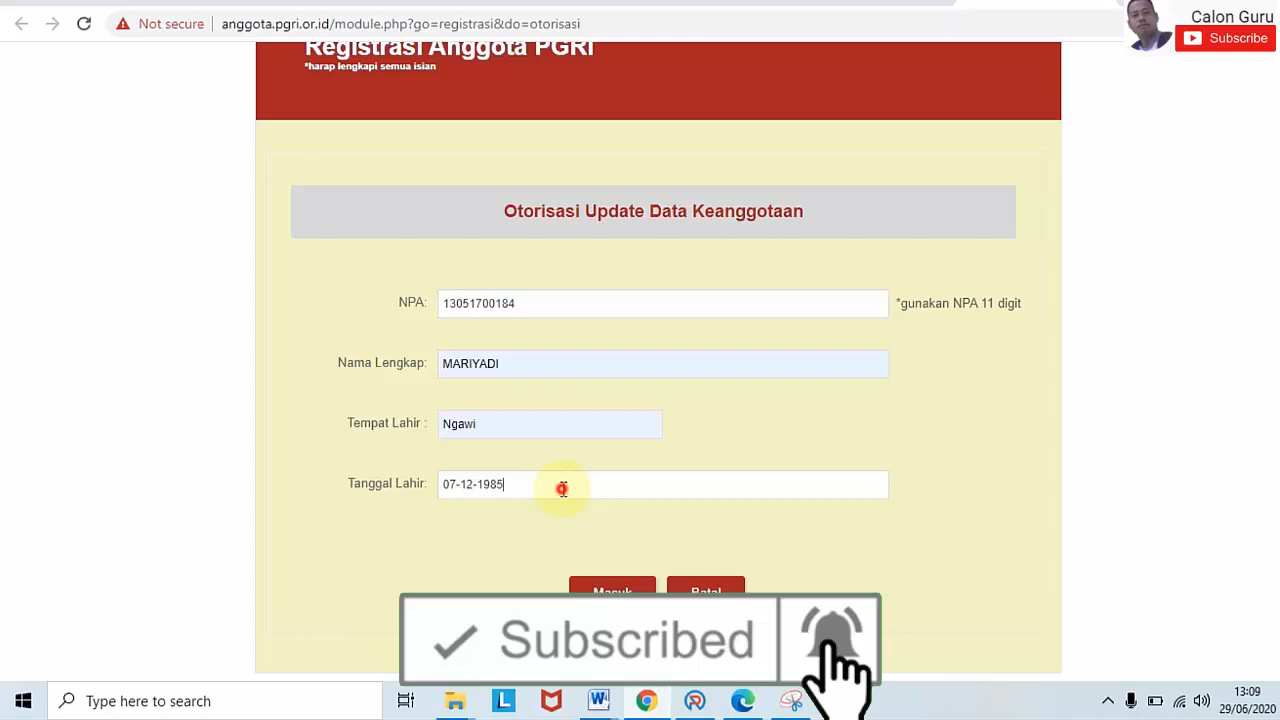 Not secure
anggota.pgri.or.id/module.php?go=registrasi&do=otorisasi
Calon Guru
Subscribe
Registrasi Anggota PGRI
*harap lengkapi semua isian
Otorisasi Update Data Keanggotaan
NPA: 13051700184 *gunakan NPA 11 digit
Nama Lengkap: MARIYADI
Tempat Lahir : Ngawi
Tanggal Lahir: 07-12-1985
Masuk Batal
Subscribed
Type here to search
L W
13:09
29/06/2020